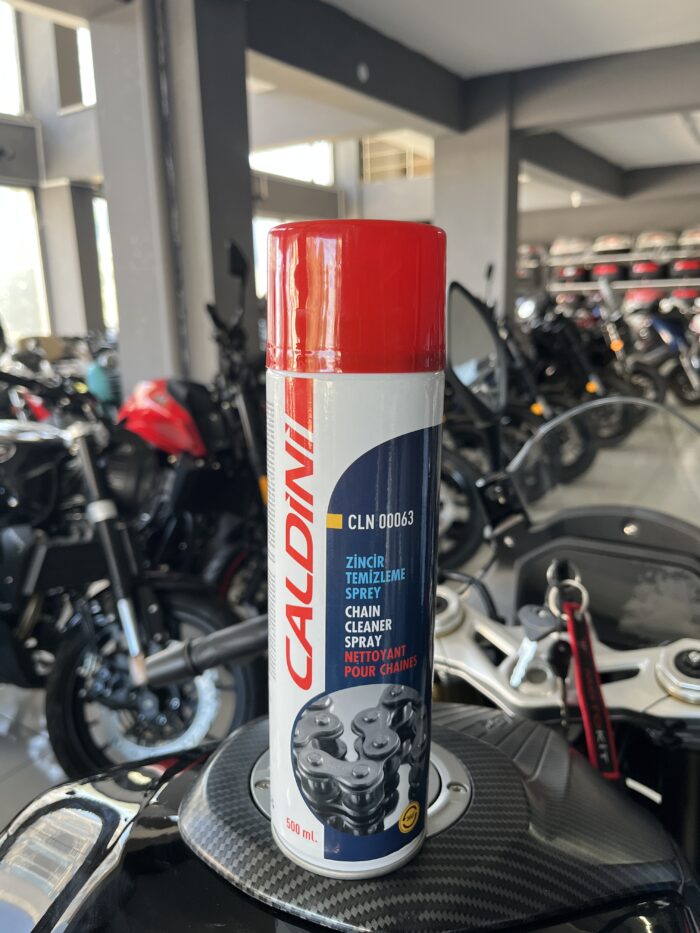 CALDiNi
CLN 00063
ZİNCİR
TEMİZLEME
SPREY
CHAIN
CLEANER
SPRAY
NETTOYANT
POUR CHAINES
500 ml.